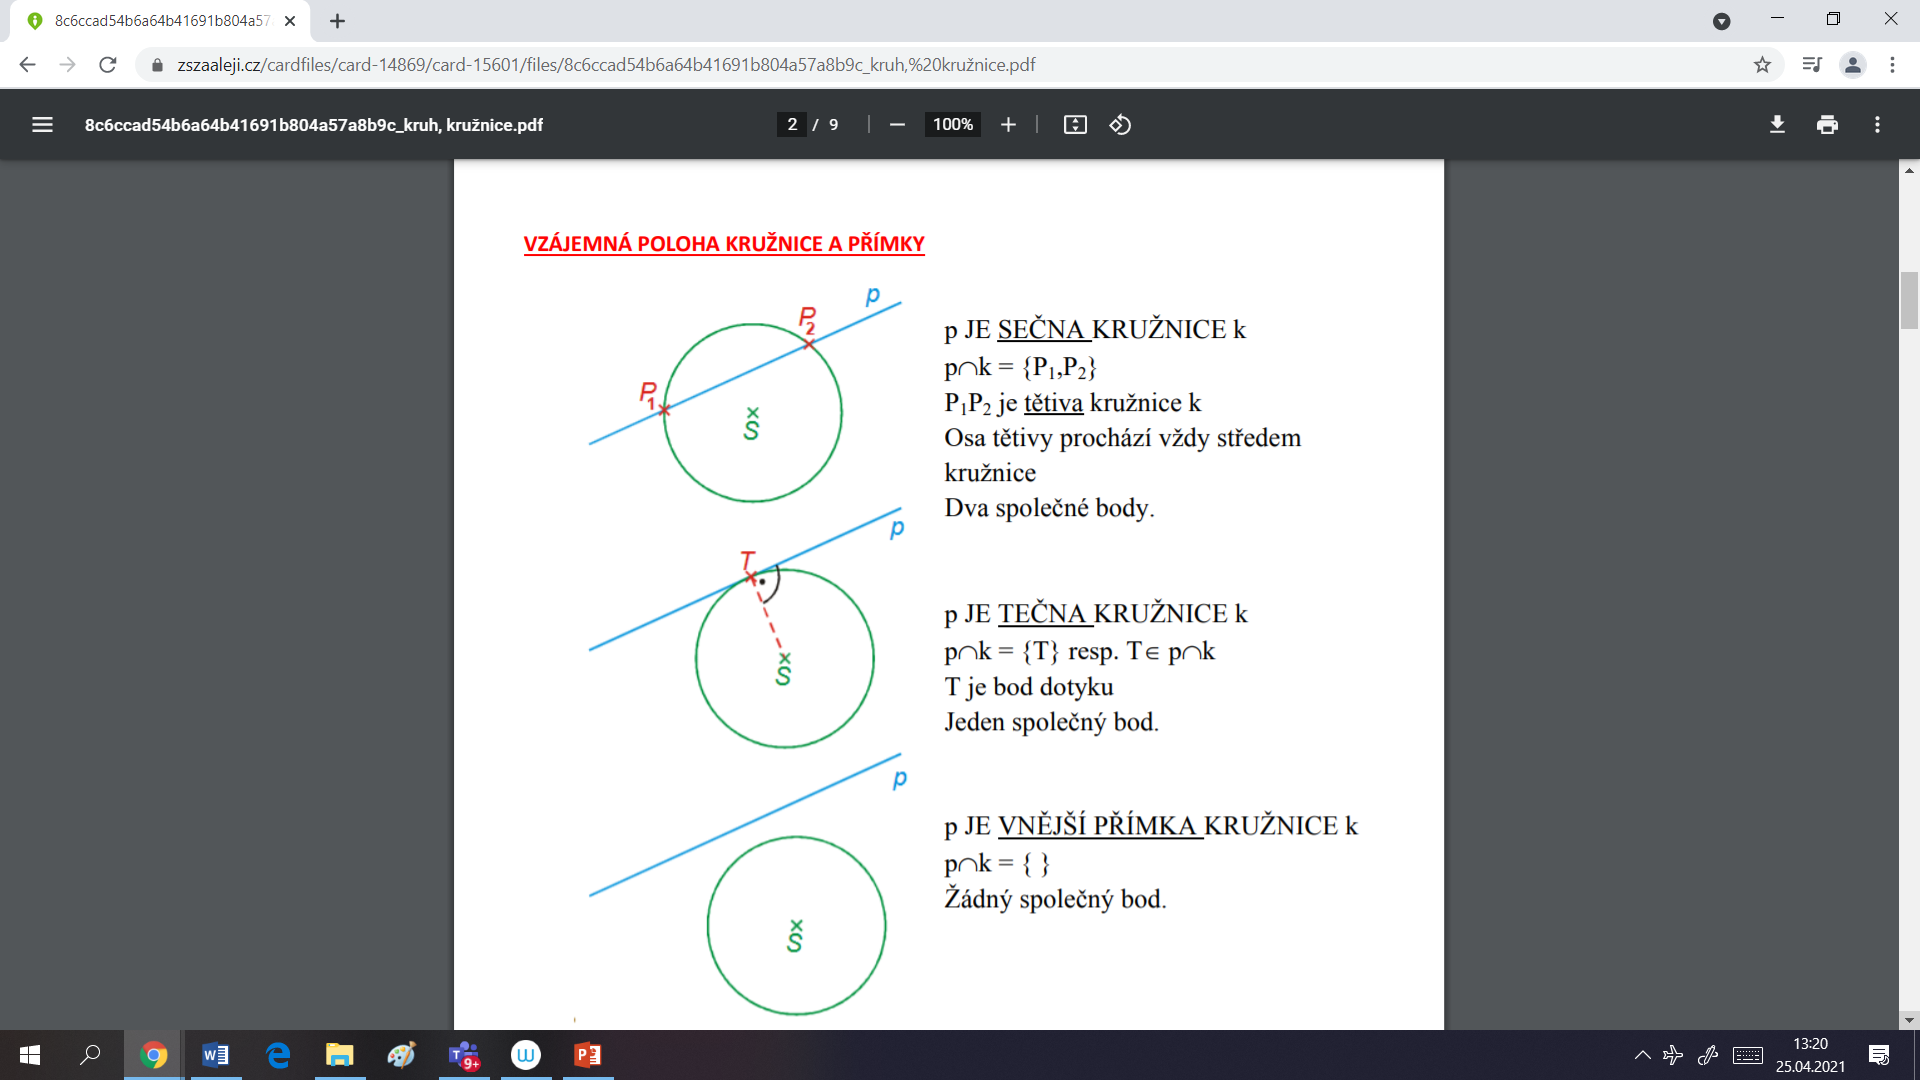 8c6ccad54b6a64b41691b804a57
zszaaleji.cz/cardfiles/card-14869/card-15601/files/8c6ccad54b6a64b41691b804a57a8b9c_kruh,%20kružnice.pdf
8c6ccad54b6a64b41691b804a57a8b9c_kruh, kružnice.pdf
2 / 9
100%
VZÁJEMNÁ POLOHA KRUŽNICE A PŘÍMKY
p
P2
P1
S
p JE SEČNA KRUŽNICE k
p∩k = {P1,P2}
P1P2 je tětiva kružnice k
Osa tětivy prochází vždy středem
kružnice
Dva společné body.
p
T
S
p JE TEČNA KRUŽNICE k
p∩k = {T} resp. T∈ p∩k
T je bod dotyku
Jeden společný bod.
p
S
p JE VNĚJŠÍ PŘÍMKA KRUŽNICE k
p∩k = { }
Žádný společný bod.
9+
13:20
25.04.2021